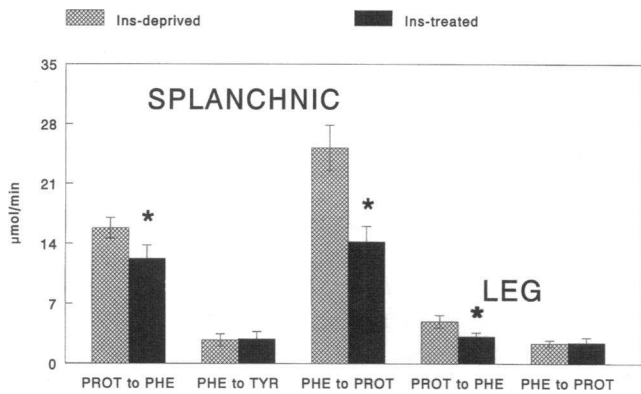 Ins-deprived Ins-treated
35
SPLANCHNIC
28
21
µmol/min
*
*
14
LEG
7
*
0
PROT to PHE PHE to TYR PHE to PROT PROT to PHE PHE to PROT